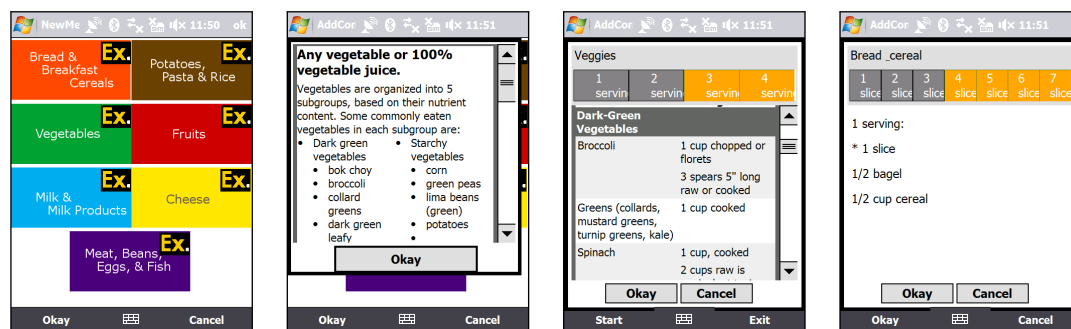 NewMe 11:50 ok
Bread &
Breakfast
Cereals
Ex.
Potatoes,
Pasta & Rice
Ex.
Vegetables
Ex.
Fruits
Ex.
Milk &
Milk Products
Ex.
Cheese
Ex.
Meat, Beans,
Eggs, & Fish
Ex.
Okay Cancel
AddCor 11:51
Any vegetable or 100%
vegetable juice.
Vegetables are organized into 5
subgroups, based on their nutrient
content. Some commonly eaten
vegetables in each subgroup are:
• Dark green
vegetables
• bok choy
• broccoli
• collard
greens
• dark green
leafy
• Starchy
vegetables
• corn
• green peas
• lima beans
(green)
• potatoes
•
Okay
Okay Cancel
AddCor 11:51
Veggies
1 2 3 4
servin servin servin servin
Dark-Green
Vegetables
Broccoli 1 cup chopped or
florets
3 spears 5" long
raw or cooked
Greens (collards, 1 cup cooked
mustard greens,
turnip greens, kale)
Spinach 1 cup, cooked
2 cups raw is
Okay Cancel
Start Exit
AddCor 11:51
Bread _cereal
1 2 3 4 5 6 7
slice slice slice slice slice slice slice
1 serving:
* 1 slice
1/2 bagel
1/2 cup cereal
Okay Cancel
Okay Cancel